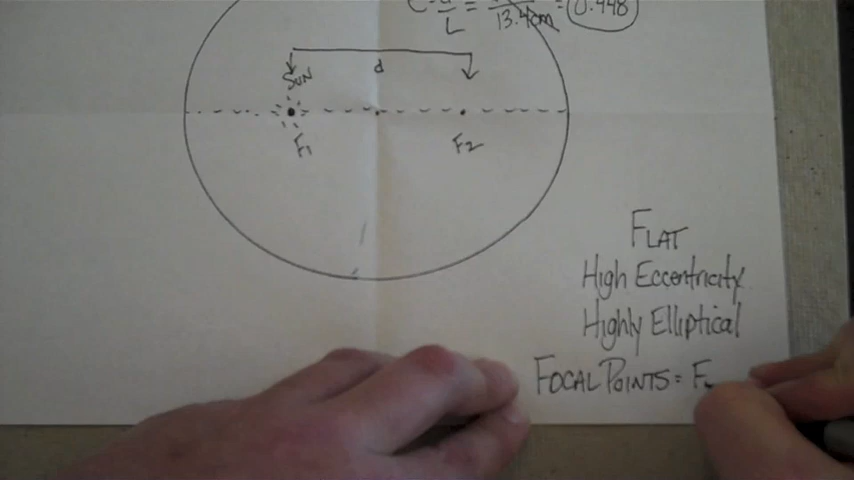 L = 13.4cm = 0.448
SUN
d
F1
F2
FLAT
High Eccentricity
Highly Elliptical
FOCAL POINTS = F